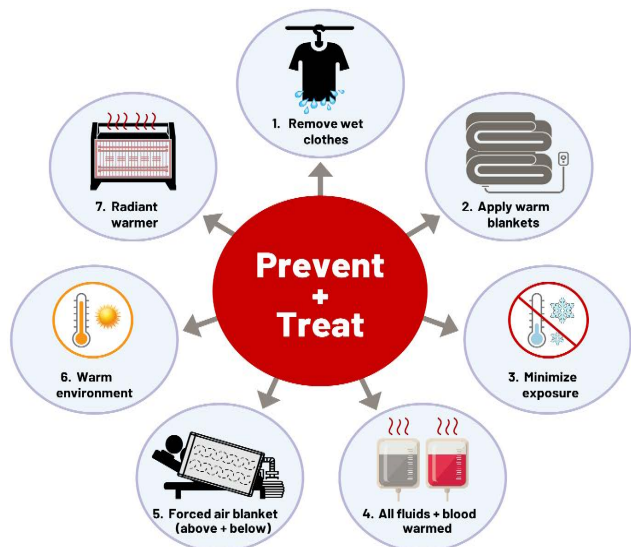 Prevent
+
Treat
1. Remove wet
clothes
2. Apply warm
blankets
3. Minimize
exposure
4. All fluids + blood
warmed
5. Forced air blanket
(above + below)
6. Warm
environment
7. Radiant
warmer